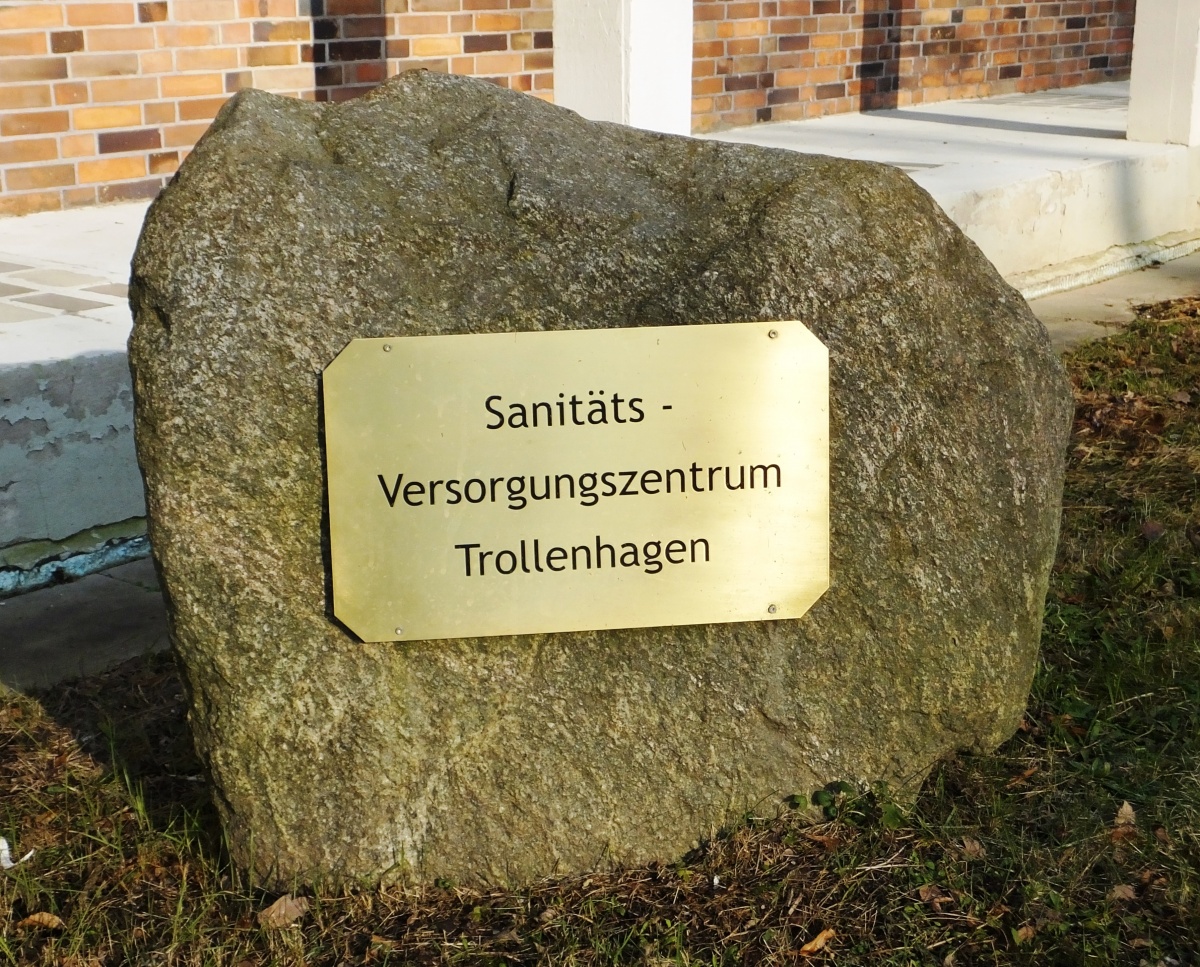 Sanitäts -
Versorgungszentrum
Trollenhagen